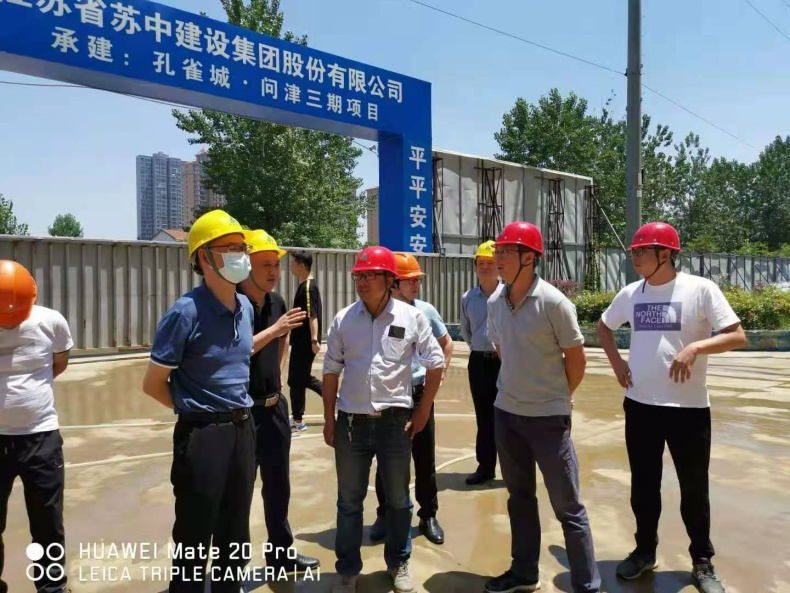 江苏省苏中建设集团股份有限公司
承建：孔雀城·问津三期项目
平平安安
THE
NORTH
FACE
HUAWEI Mate 20 Pro
LEICA TRIPLE CAMERA | AI